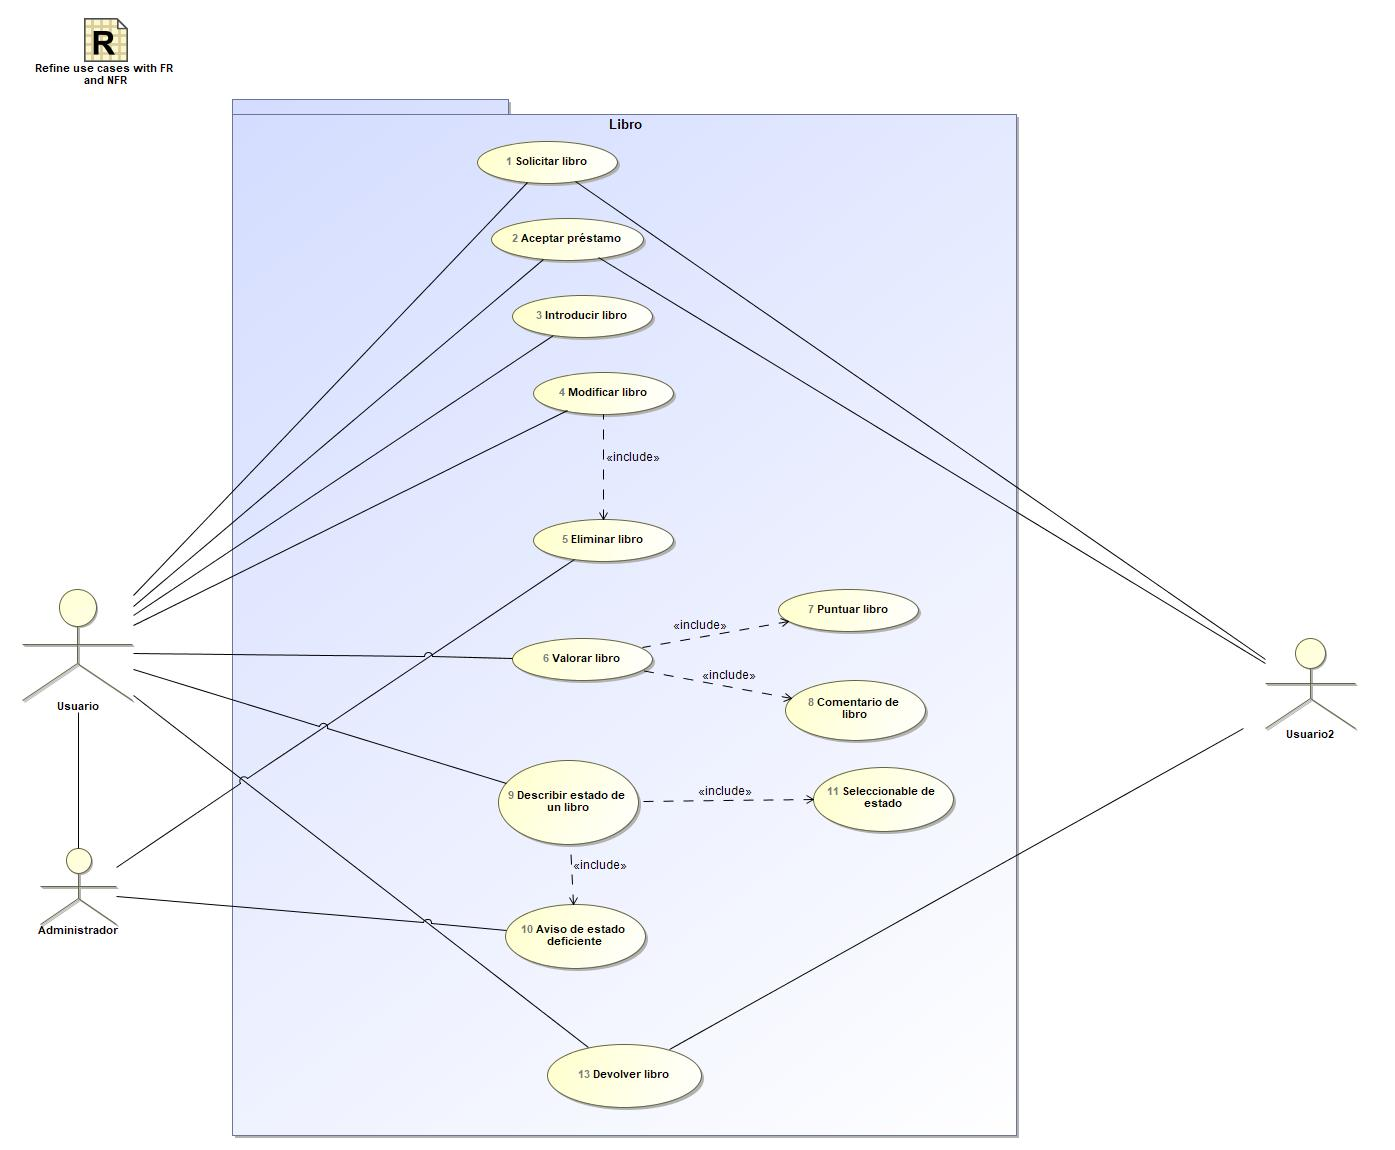 R
Refine use cases with FR
and NFR
Libro
1 Solicitar libro
2 Aceptar préstamo
3 Introducir libro
4 Modificar libro
«include»
5 Eliminar libro
7 Puntuar libro
«include»
6 Valorar libro
«include»
8 Comentario de
libro
Usuario
Usuario2
9 Describir estado de
un libro
«include»
11 Seleccionable de
estado
«include»
Administrador
10 Aviso de estado
deficiente
13 Devolver libro